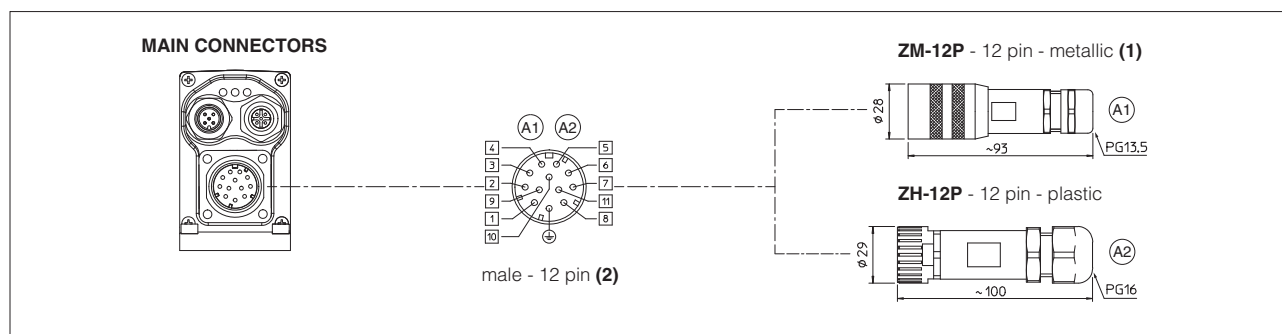 MAIN CONNECTORS
A1 A2
4 5
3 6
2 7
9 11
1 8
10
male - 12 pin (2)
ZM-12P - 12 pin - metallic (1)
ø 28
~93
A1
PG13,5
ZH-12P - 12 pin - plastic
ø 29
~100
A2
PG16